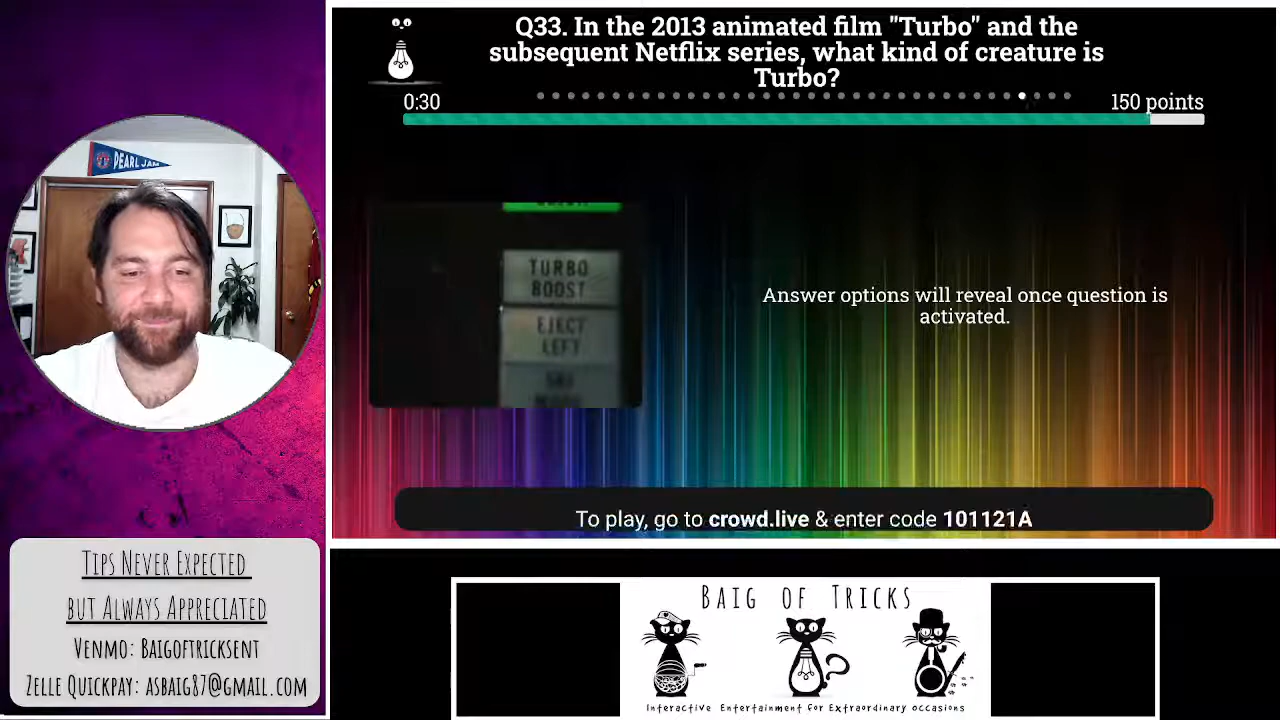 PEARL JAM
Q33. In the 2013 animated film "Turbo" and the
subsequent Netflix series, what kind of creature is
Turbo?
0:30
150 points
TURBO
BOOST
EJECT
LEFT
SKI
MODE
Answer options will reveal once question is
activated.
To play, go to crowd.live & enter code 101121A
Tips Never Expected
but Always Appreciated
Venmo: Baigoftricksent
Zelle Quickpay: asbaig87@gmail.com
BAIG OF TRICKS
Interactive Entertainment for Extraordinary Occasions